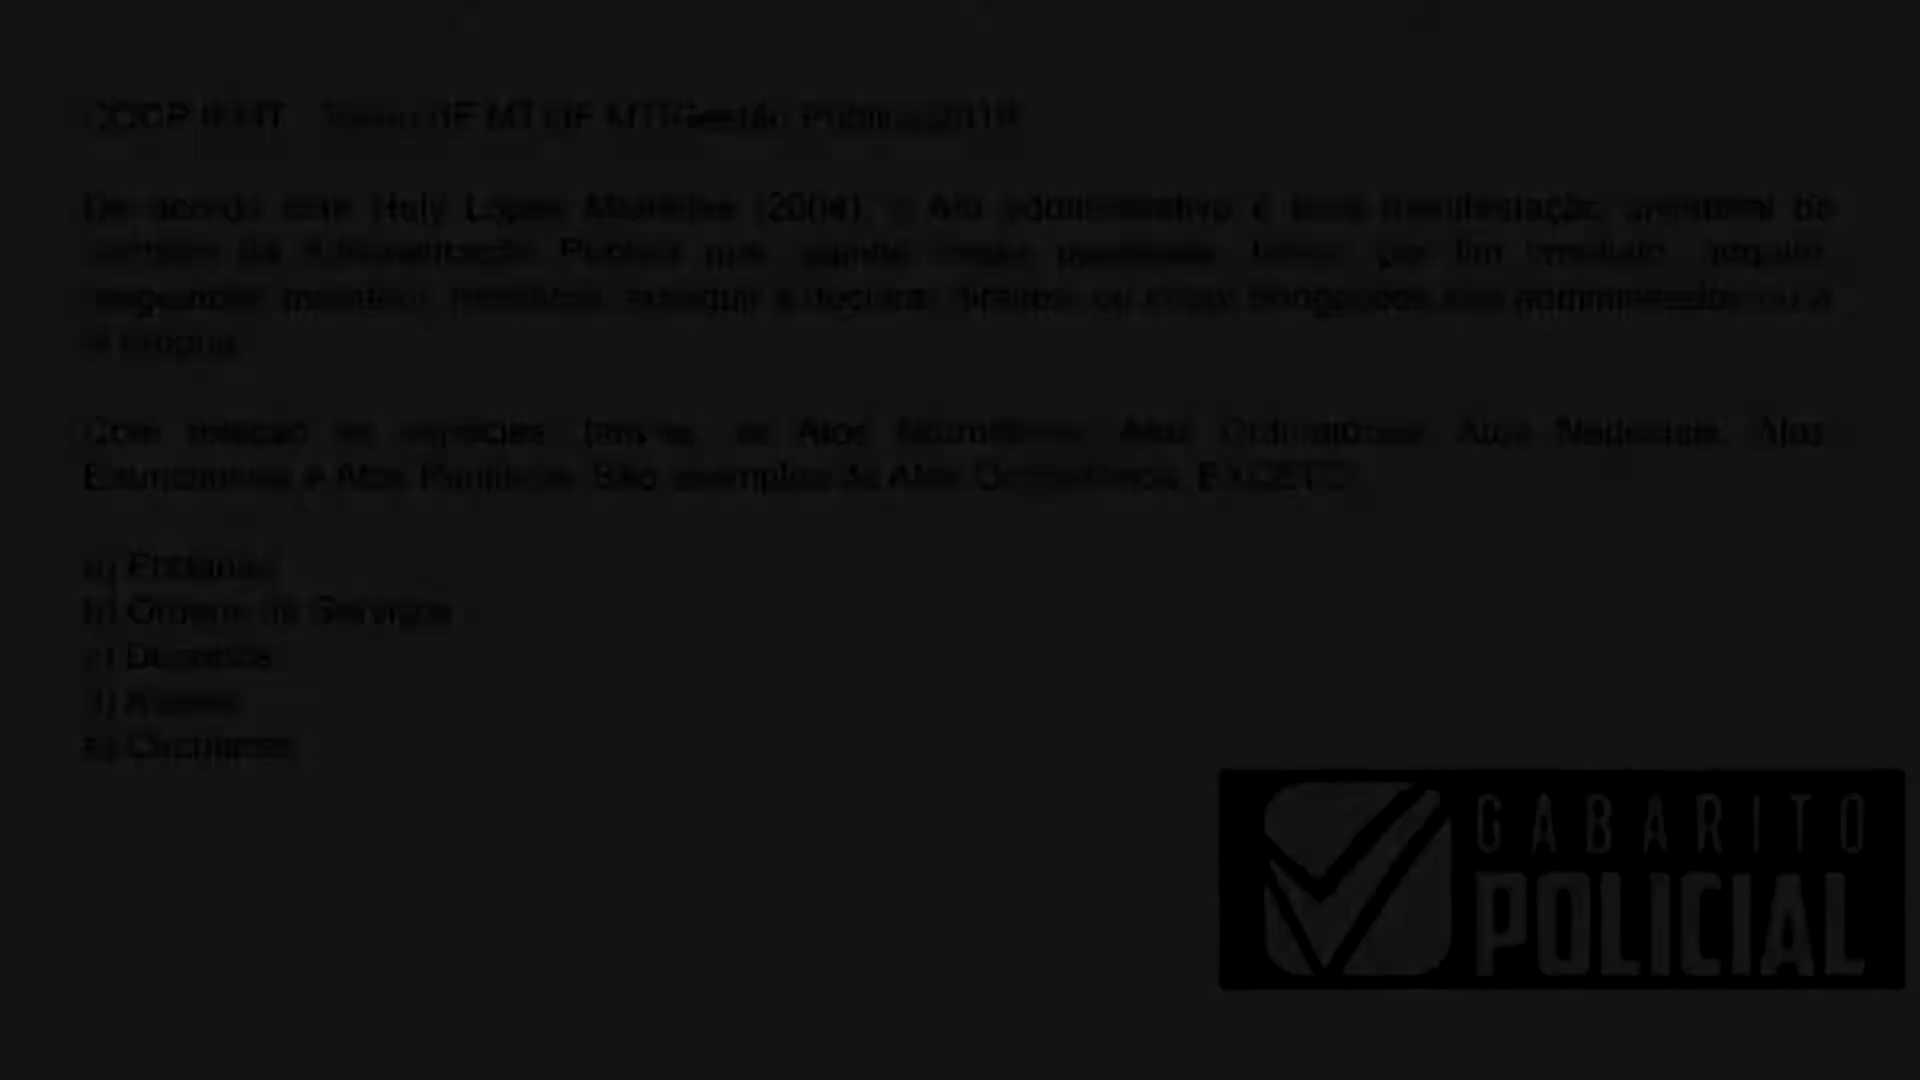 De acordo com Hely Lopes Meirelles (2004), o Ato administrativo é toda manifestação unilateral de
vontade da Administração Pública que, agindo nessa qualidade, tenha por fim imediato adquirir,
resguardar, transferir, modificar, extinguir e declarar direitos, ou impor obrigações aos administrados ou a
si própria.
Com relação às espécies, tem-se, os Atos Normativos, Atos Ordinatórios, Atos Negociais, Atos
Enunciativos e Atos Punitivos. São exemplos de Atos Ordinatórios, EXCETO:
a) Portarias
b) Ordens de Serviços
c) Decretos
d) Avisos
e) Circulares
GABARITO
POLICIAL